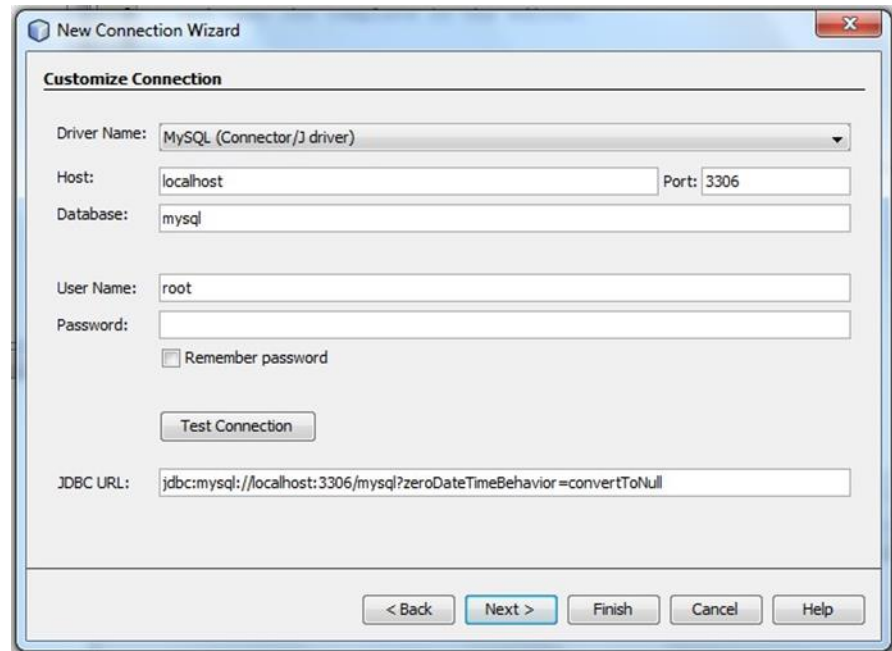 New Connection Wizard
Customize Connection
Driver Name: MySQL (Connector/J driver)
Host: localhost Port: 3306
Database: mysql
User Name: root
Password:
Remember password
Test Connection
JDBC URL: jdbc:mysql://localhost:3306/mysql?zeroDateTimeBehavior=convertToNull
< Back Next > Finish Cancel Help